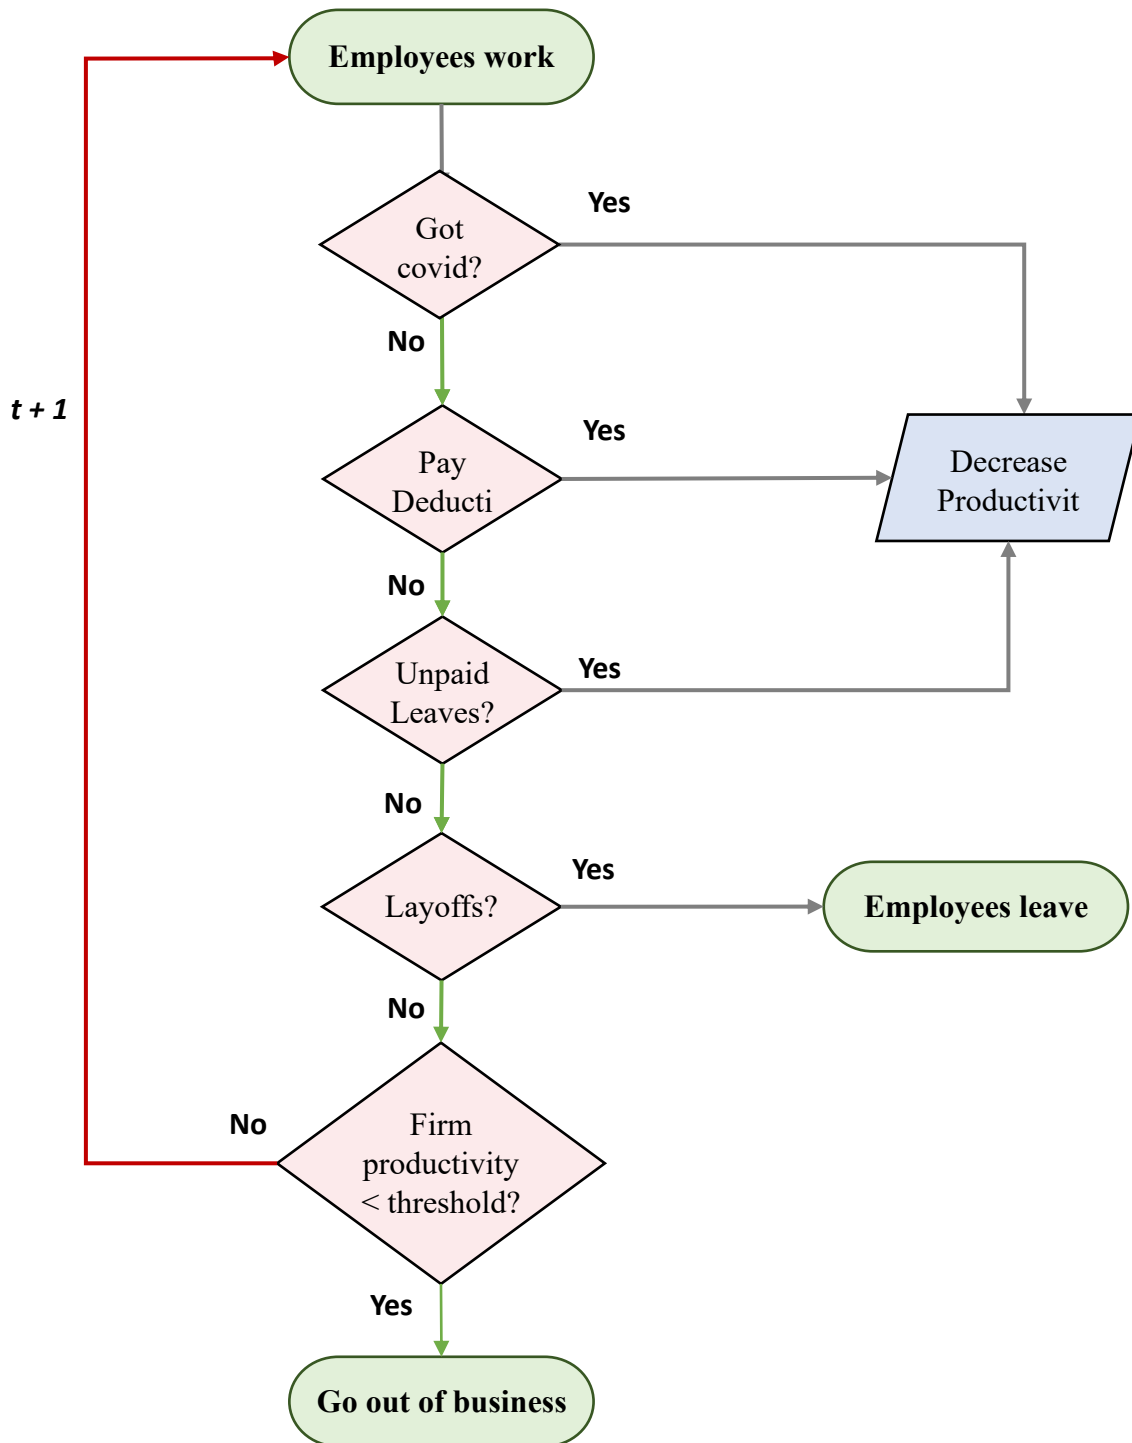 Employees work
Yes
Got
covid?
No
t + 1
Yes
Pay
Deducti
Decrease
Productivit
No
Unpaid
Leaves?
Yes
No
Layoffs?
Yes
Employees leave
No
No
Firm
productivity
< threshold?
Yes
Go out of business